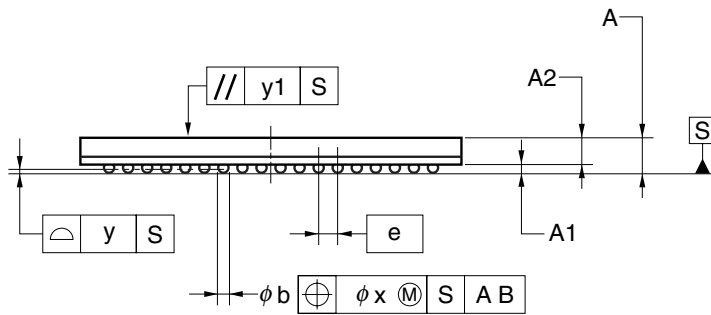 A
// y1 S
A2
S
A1
⌓ y S
e
ϕb ⌖ ϕx Ⓜ S A B